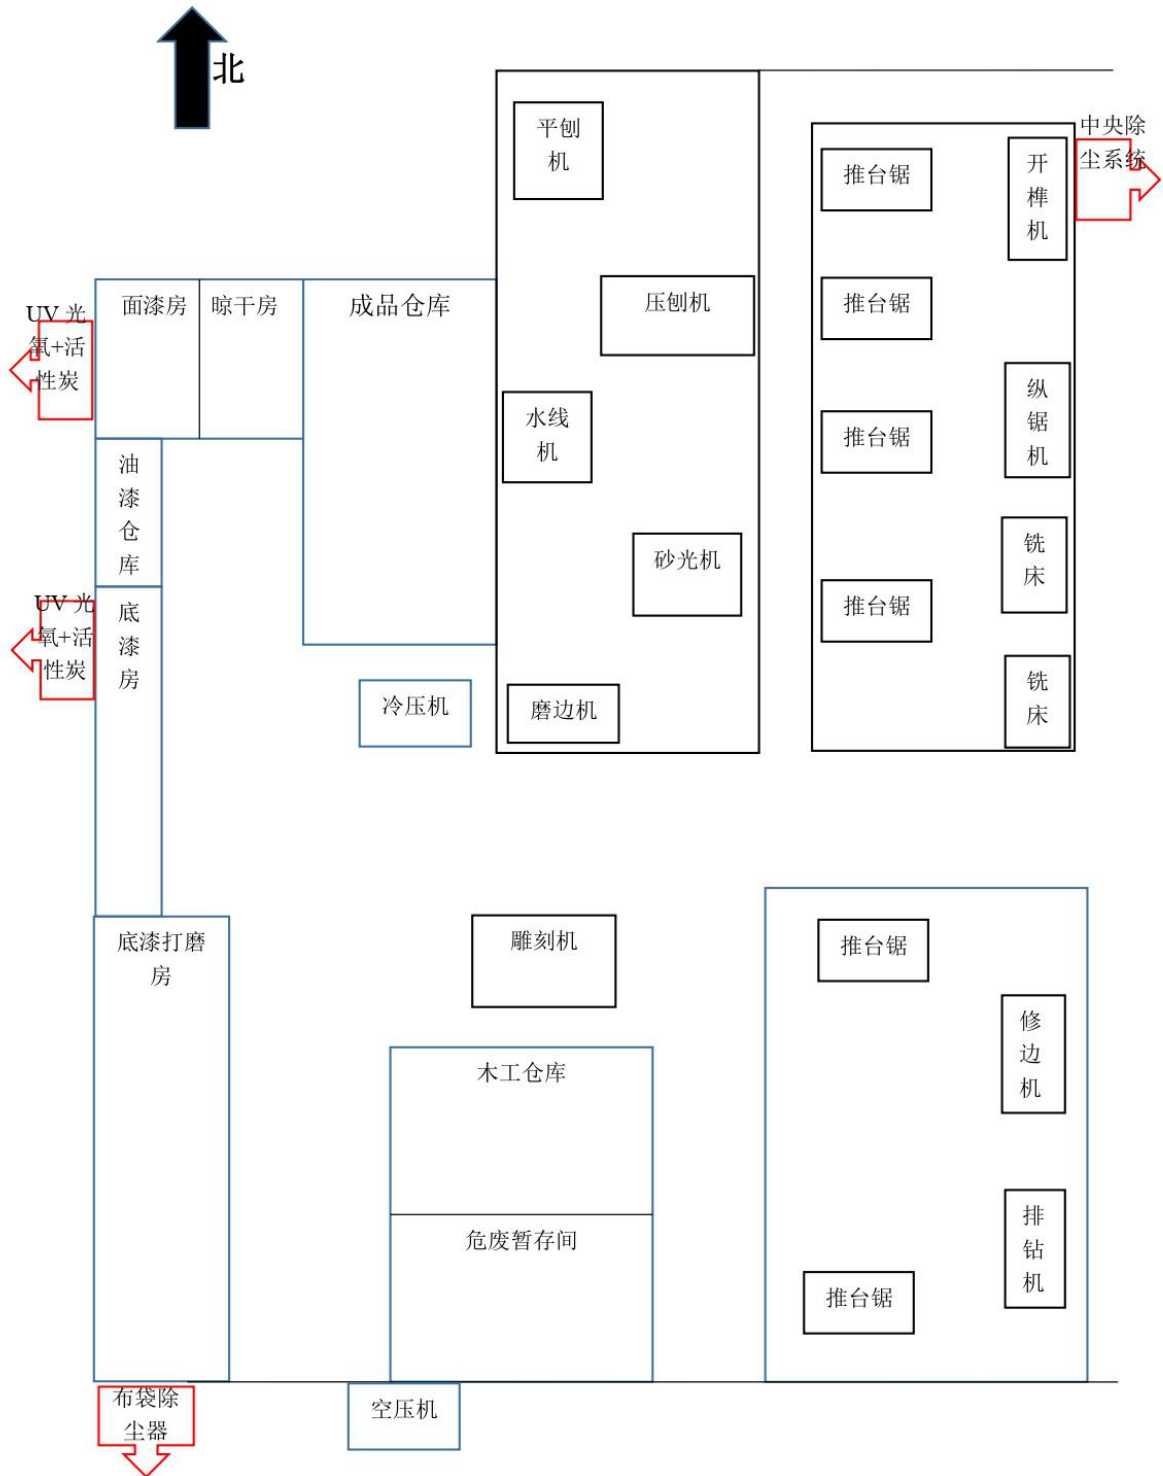 北
平刨
机
中央除
尘系统
推台锯
开
榫
机
面漆房
晾干房
成品仓库
压刨机
推台锯
UV 光
氧+活
性炭
水线
机
推台锯
纵
锯
机
油
漆
仓
库
砂光机
铣
床
UV 光
氧+活
性炭
底
漆
房
推台锯
冷压机
磨边机
铣
床
底漆打磨
房
雕刻机
推台锯
修
边
机
木工仓库
危废暂存间
排
钻
机
推台锯
布袋除
尘器
空压机